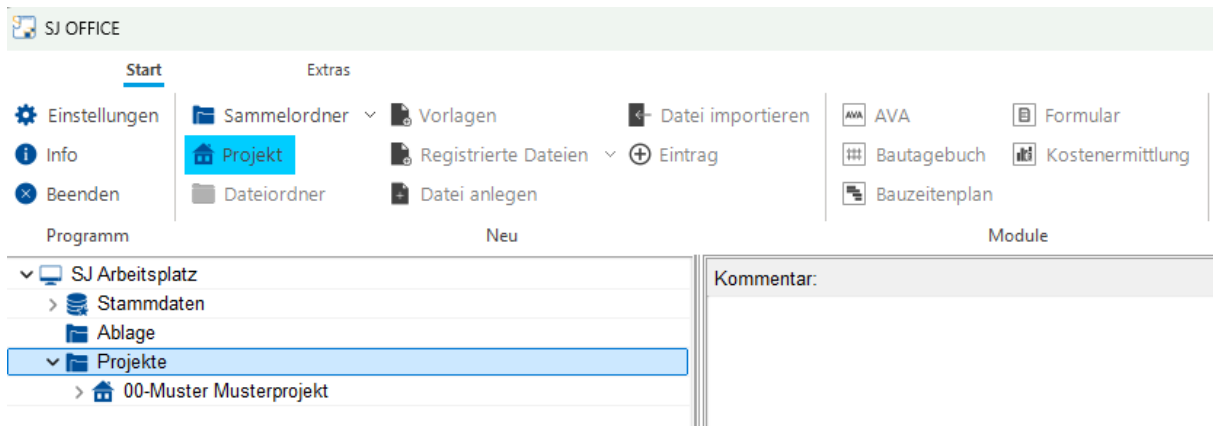 SJ OFFICE
Start Extras
Einstellungen Sammelordner Vorlagen Datei importieren AVA AVA Formular
Info Projekt Registrierte Dateien Eintrag Bautagebuch Kostenermittlung
Beenden Dateiordner Datei anlegen Bauzeitenplan
Programm Neu Module
SJ Arbeitsplatz Kommentar:
Stammdaten
Ablage
Projekte
00-Muster Musterprojekt